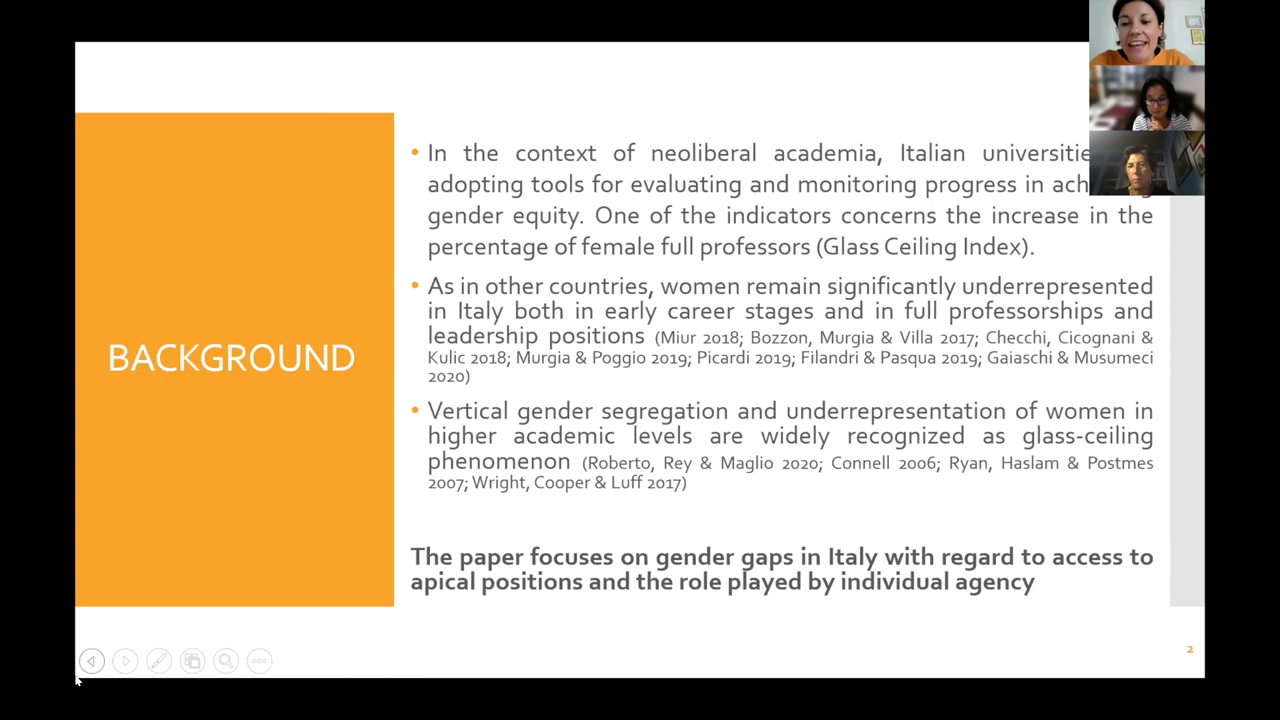 BACKGROUND
• In the context of neoliberal academia, Italian
adopting tools for evaluating and monitoring progress in
gender equity. One of the indicators concerns the increase in the
percentage of female full professors (Glass Ceiling Index).
• As in other countries, women remain significantly underrepresented
in Italy both in early career stages and in full professorships and
leadership positions (Miur 2018; Bozzon, Murgia & Villa 2017; Checchi, Cicognani &
Kulic 2018; Murgia & Poggio 2019; Picardi 2019; Filandri & Pasqua 2019; Gaiaschi & Musumeci
2020)
• Vertical gender segregation and underrepresentation of women in
higher academic levels are widely recognized as glass-ceiling
phenomenon (Roberto, Rey & Maglio 2020; Connell 2006; Ryan, Haslam & Postmes
2007; Wright, Cooper & Luff 2017)
The paper focuses on gender gaps in Italy with regard to access to
apical positions and the role played by individual agency
2